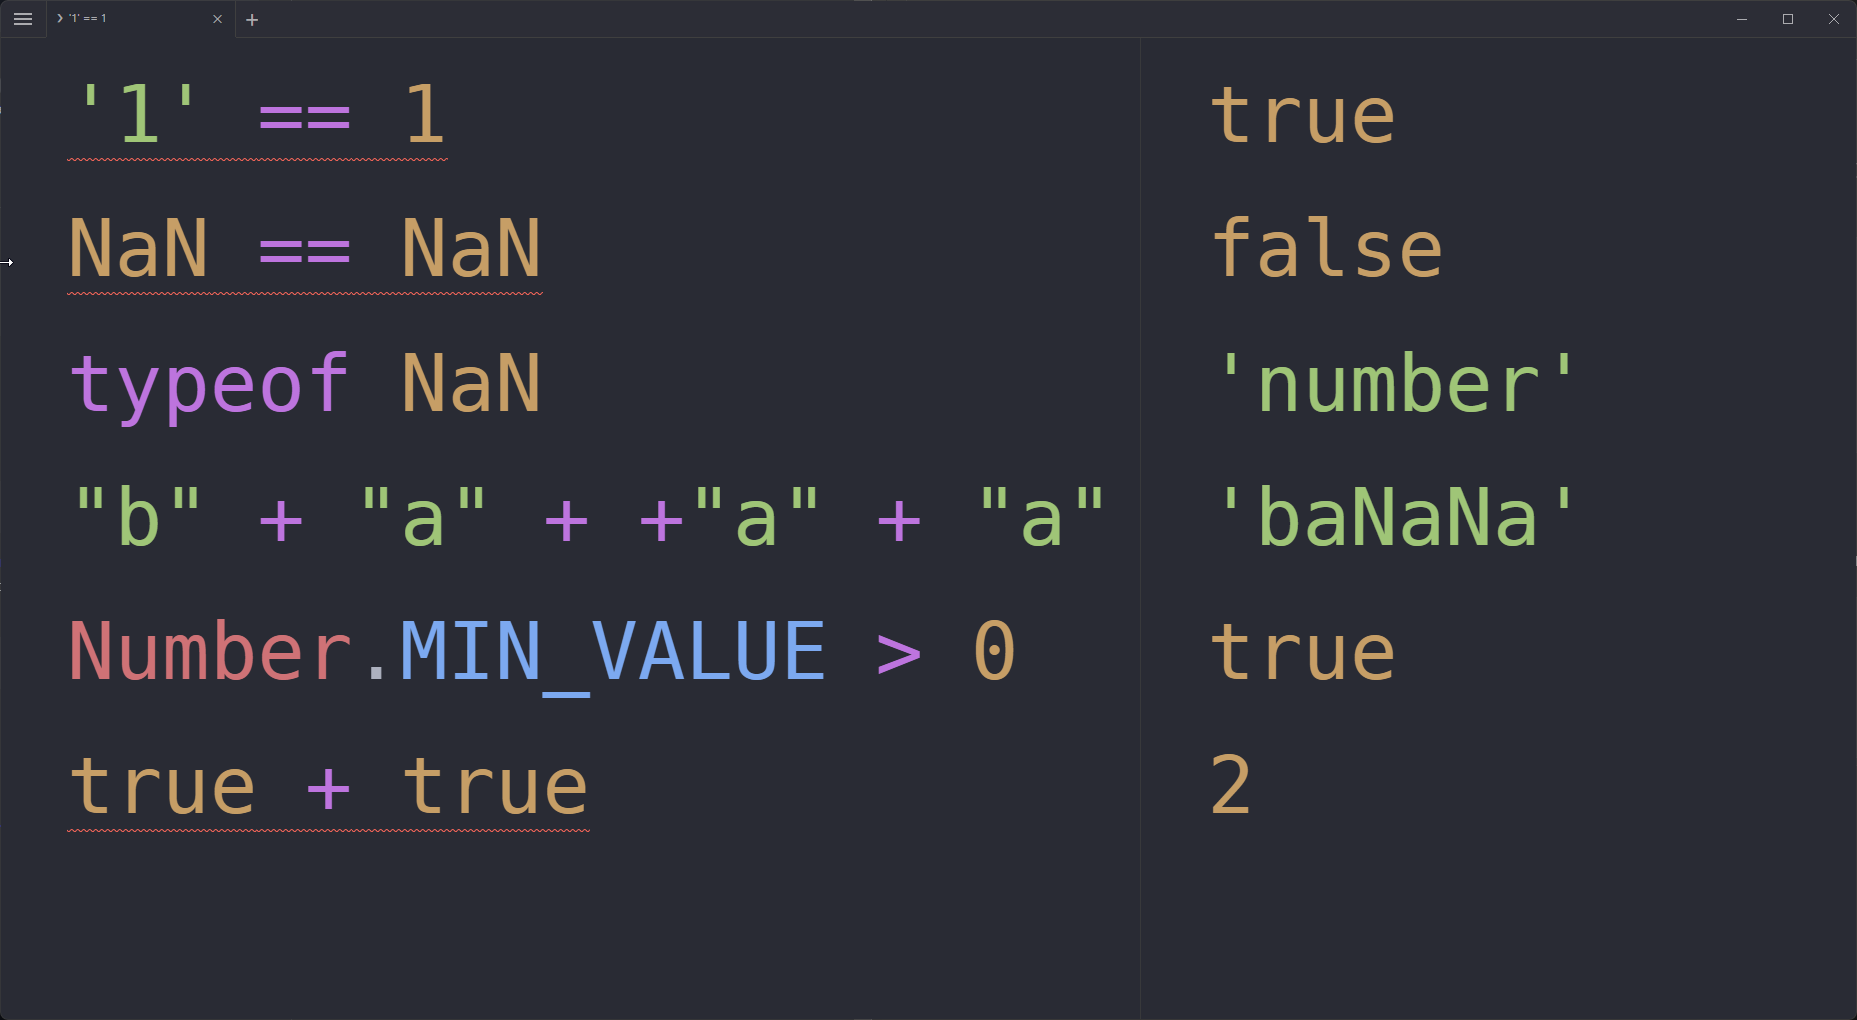 ❯ '1' == 1
'1' == 1 true
NaN == NaN false
typeof NaN 'number'
"b" + "a" + +"a" + "a" 'baNaNa'
Number.MIN_VALUE > 0 true
true + true 2